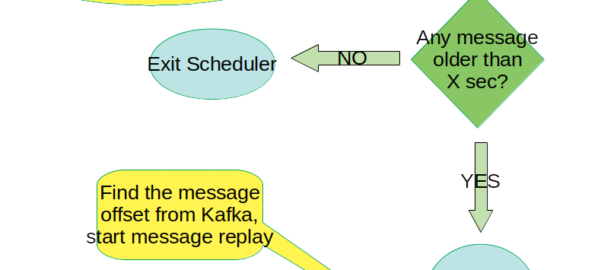 Any message
older than
X sec?
NO
Exit Scheduler
YES
Find the message
offset from Kafka,
start message replay